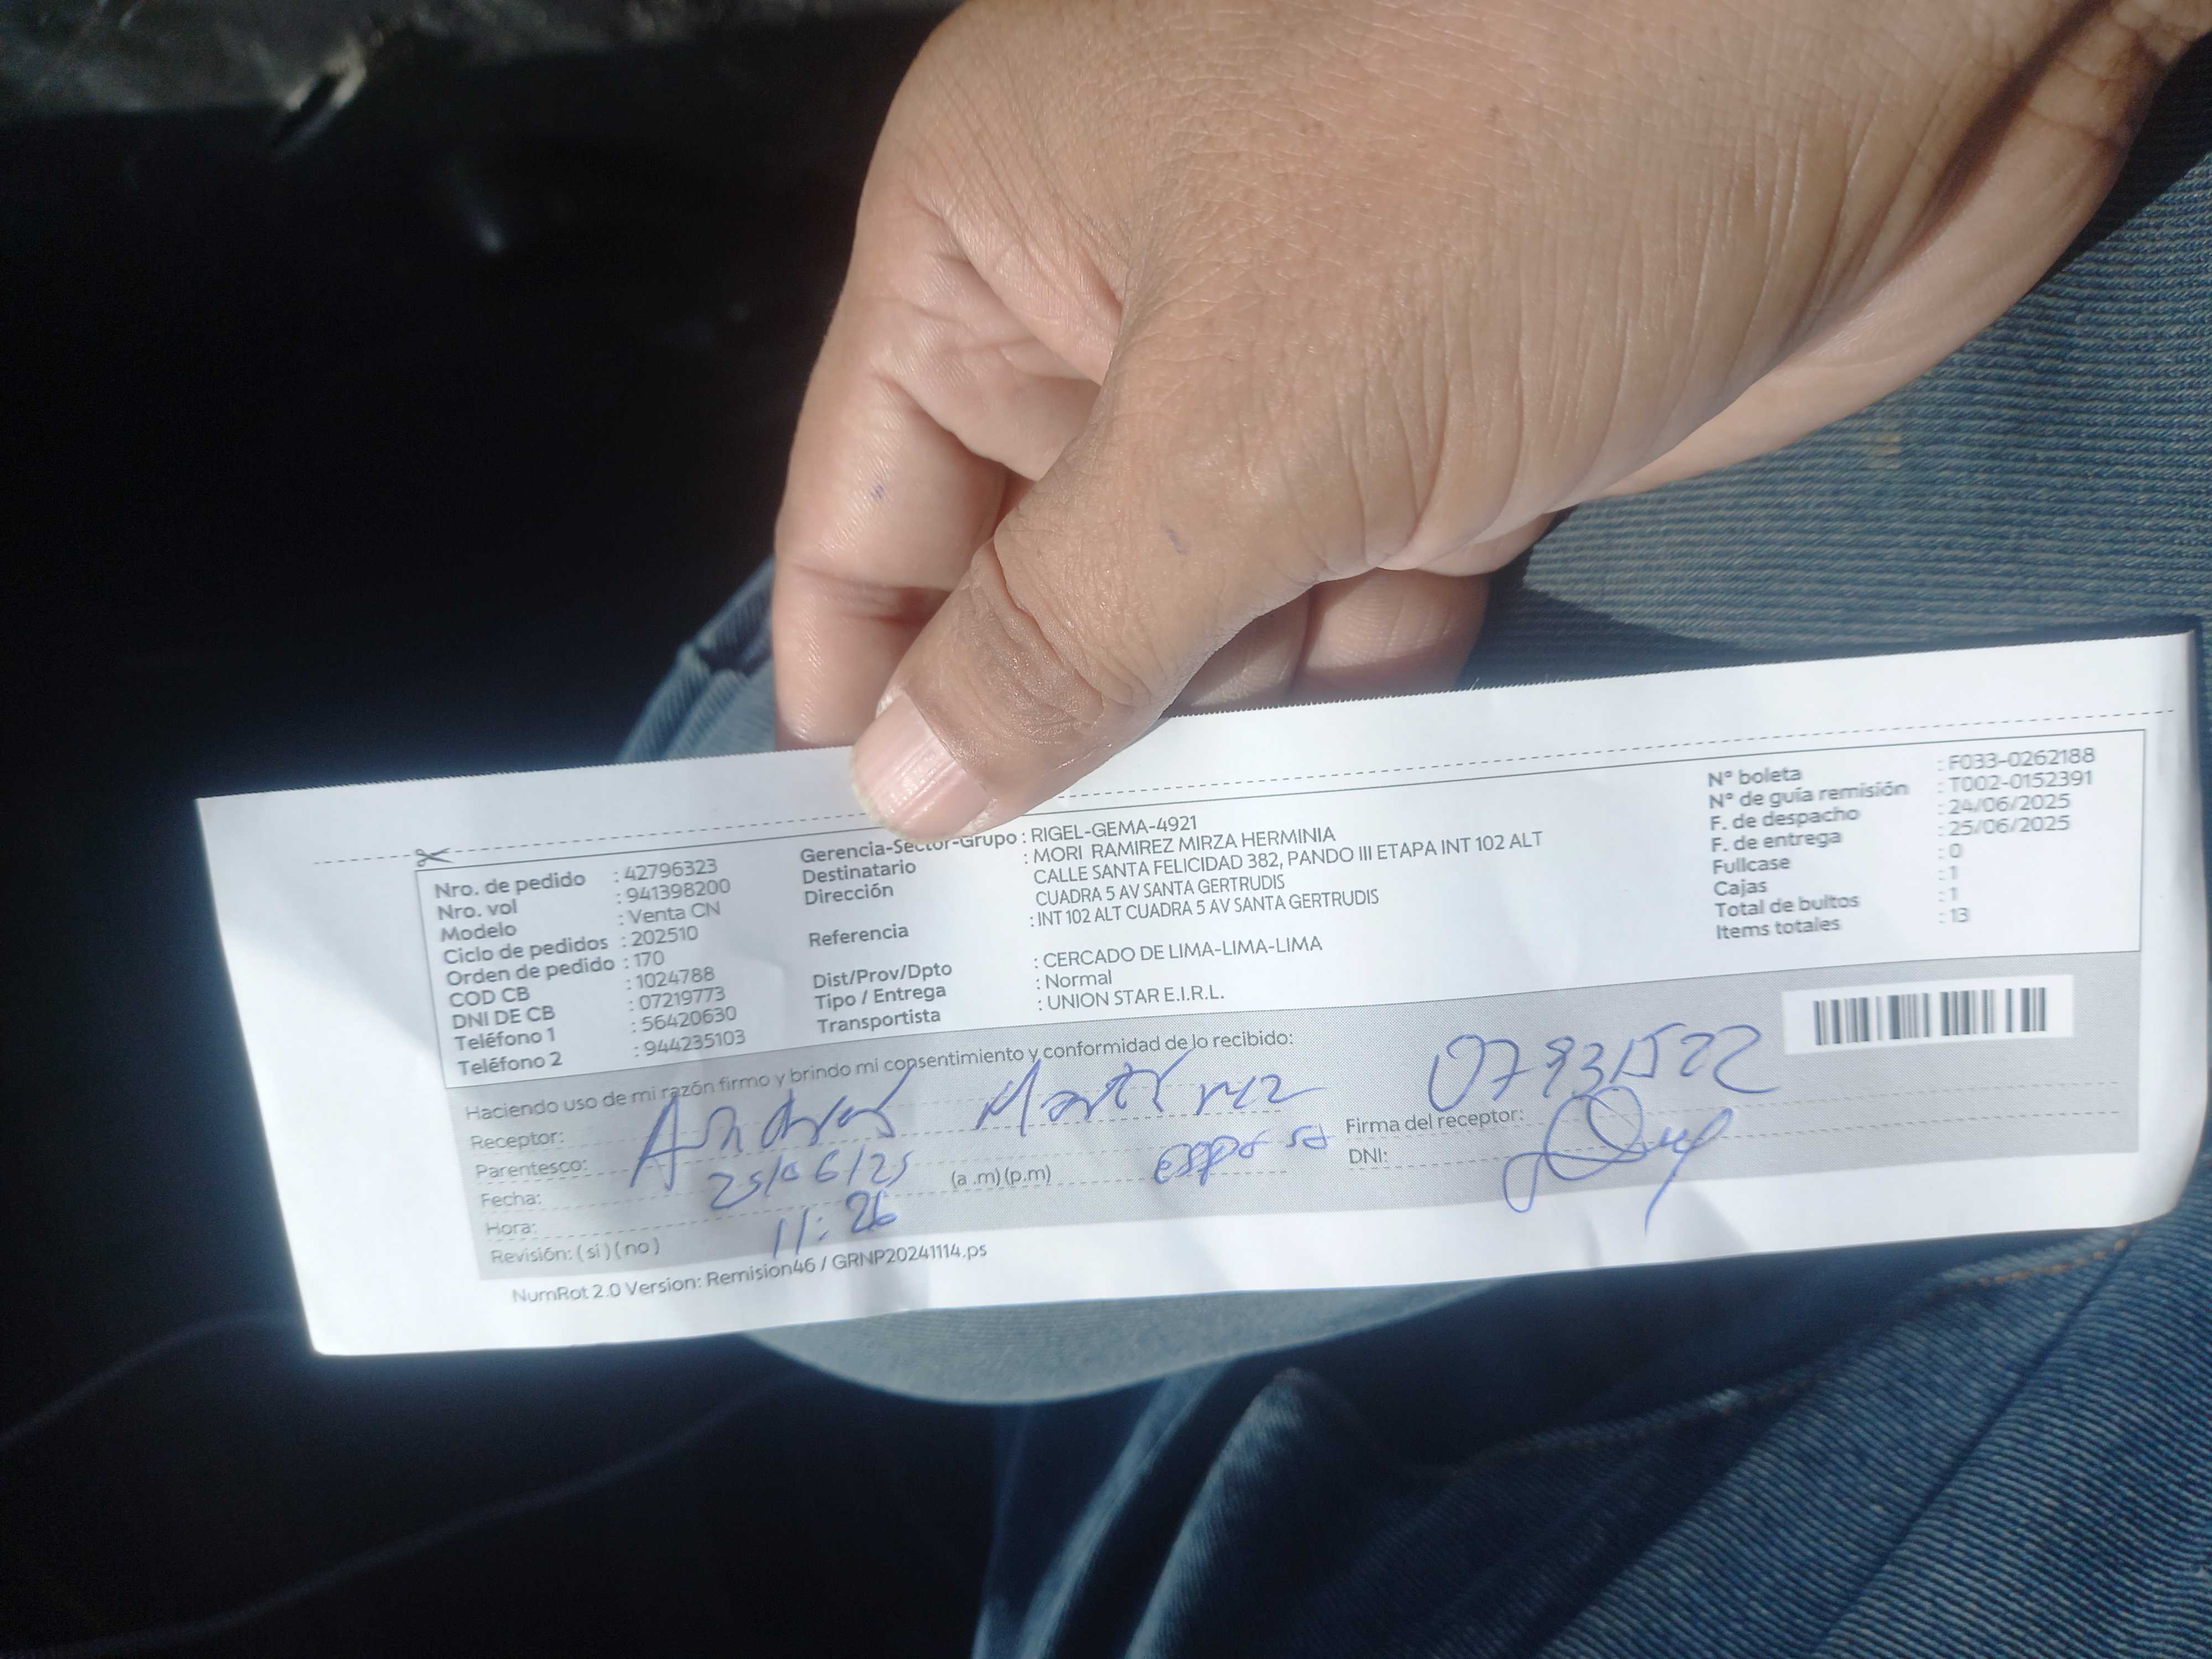 Nro. de pedido : 42796323
Nro. vol : 941398200
Modelo : Venta CN
Ciclo de pedidos : 202510
Orden de pedido : 170
COD CB : 1024788
DNI DE CB : 07219773
Teléfono 1 : 56420630
Teléfono 2 : 944235103
Gerencia-Sector-Grupo : RIGEL-GEMA-4921
Destinatario : MORI RAMIREZ MIRZA HERMINIA
Dirección CALLE SANTA FELICIDAD 382, PANDO III ETAPA INT 102 ALT
CUADRA 5 AV SANTA GERTRUDIS
Referencia : INT 102 ALT CUADRA 5 AV SANTA GERTRUDIS
Dist/Prov/Dpto : CERCADO DE LIMA-LIMA-LIMA
Tipo / Entrega : Normal
Transportista : UNION STAR E.I.R.L.
N° boleta : F033-0262188
N° de guía remisión : T002-0152391
F. de despacho : 24/06/2025
F. de entrega : 25/06/2025
Fullcase : 0
Cajas : 1
Total de bultos : 1
Items totales : 13
Haciendo uso de mi razón firmo y brindo mi consentimiento y conformidad de lo recibido:
Receptor: Andres Martínez
Parentesco: esposo
Fecha: 25/06/25 (a .m) (p.m)
Hora: 11:26
Revisión: ( si ) ( no )
Firma del receptor:
DNI:
NumRot 2.0 Version: Remision46 / GRNP20241114.ps